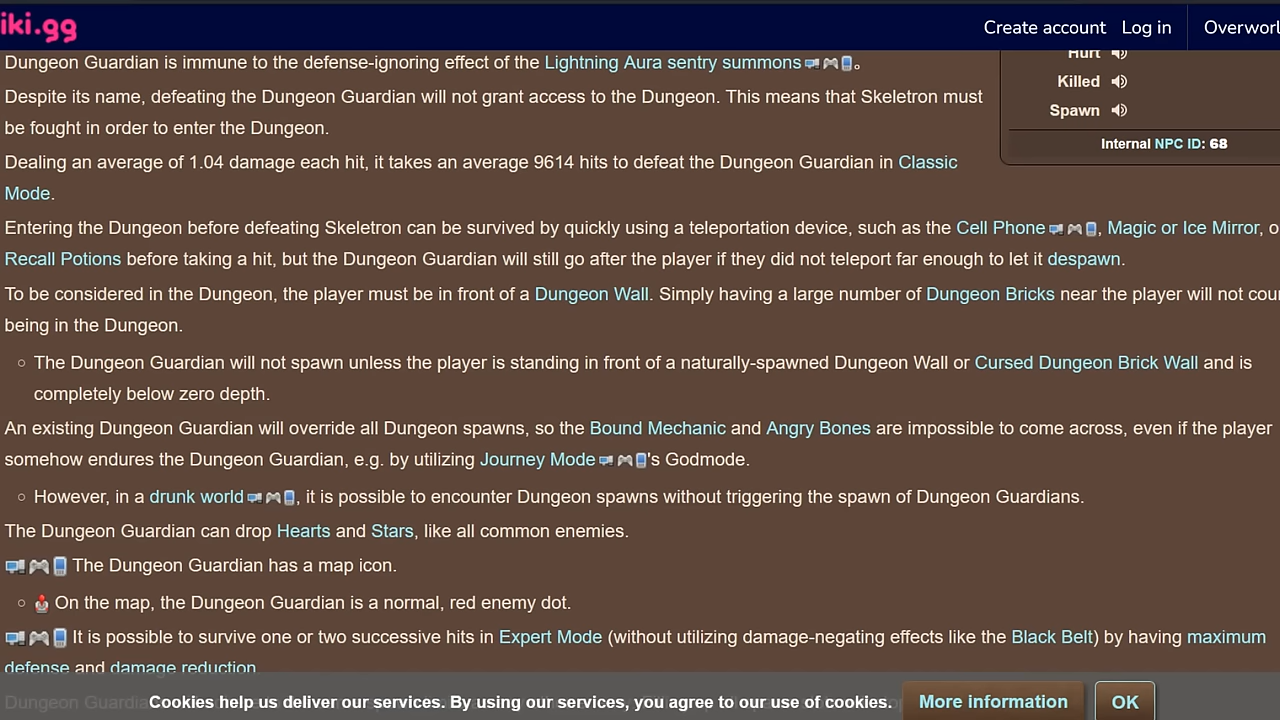 iki.gg
Create account Log in Overworl
Dungeon Guardian is immune to the defense-ignoring effect of the Lightning Aura sentry summons。
Hurt
Despite its name, defeating the Dungeon Guardian will not grant access to the Dungeon. This means that Skeletron must
Killed
be fought in order to enter the Dungeon.
Spawn
Internal NPC ID: 68
Dealing an average of 1.04 damage each hit, it takes an average 9614 hits to defeat the Dungeon Guardian in Classic
Mode.
Entering the Dungeon before defeating Skeletron can be survived by quickly using a teleportation device, such as the Cell Phone, Magic or Ice Mirror, o
Recall Potions before taking a hit, but the Dungeon Guardian will still go after the player if they did not teleport far enough to let it despawn.
To be considered in the Dungeon, the player must be in front of a Dungeon Wall. Simply having a large number of Dungeon Bricks near the player will not cou
being in the Dungeon.
The Dungeon Guardian will not spawn unless the player is standing in front of a naturally-spawned Dungeon Wall or Cursed Dungeon Brick Wall and is
completely below zero depth.
An existing Dungeon Guardian will override all Dungeon spawns, so the Bound Mechanic and Angry Bones are impossible to come across, even if the player
somehow endures the Dungeon Guardian, e.g. by utilizing Journey Mode's Godmode.
However, in a drunk world, it is possible to encounter Dungeon spawns without triggering the spawn of Dungeon Guardians.
The Dungeon Guardian can drop Hearts and Stars, like all common enemies.
The Dungeon Guardian has a map icon.
On the map, the Dungeon Guardian is a normal, red enemy dot.
It is possible to survive one or two successive hits in Expert Mode (without utilizing damage-negating effects like the Black Belt) by having maximum
defense and damage reduction.
Dungeon Guardia
Cookies help us deliver our services. By using our services, you agree to our use of cookies. More information OK